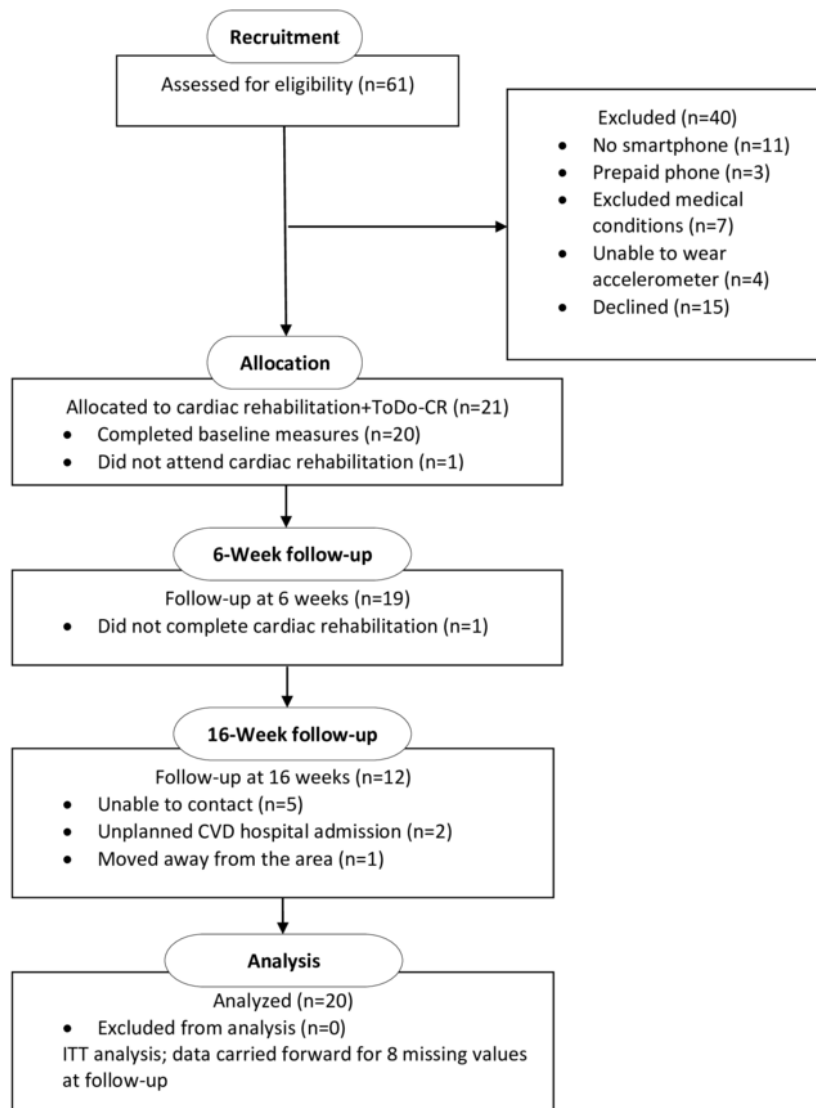 Recruitment
Assessed for eligibility (n=61)
Excluded (n=40)
• No smartphone (n=11)
• Prepaid phone (n=3)
• Excluded medical
conditions (n=7)
• Unable to wear
accelerometer (n=4)
• Declined (n=15)
Allocation
Allocated to cardiac rehabilitation+ToDo-CR (n=21)
• Completed baseline measures (n=20)
• Did not attend cardiac rehabilitation (n=1)
6-Week follow-up
Follow-up at 6 weeks (n=19)
• Did not complete cardiac rehabilitation (n=1)
16-Week follow-up
Follow-up at 16 weeks (n=12)
• Unable to contact (n=5)
• Unplanned CVD hospital admission (n=2)
• Moved away from the area (n=1)
Analysis
Analyzed (n=20)
• Excluded from analysis (n=0)
ITT analysis; data carried forward for 8 missing values
at follow-up